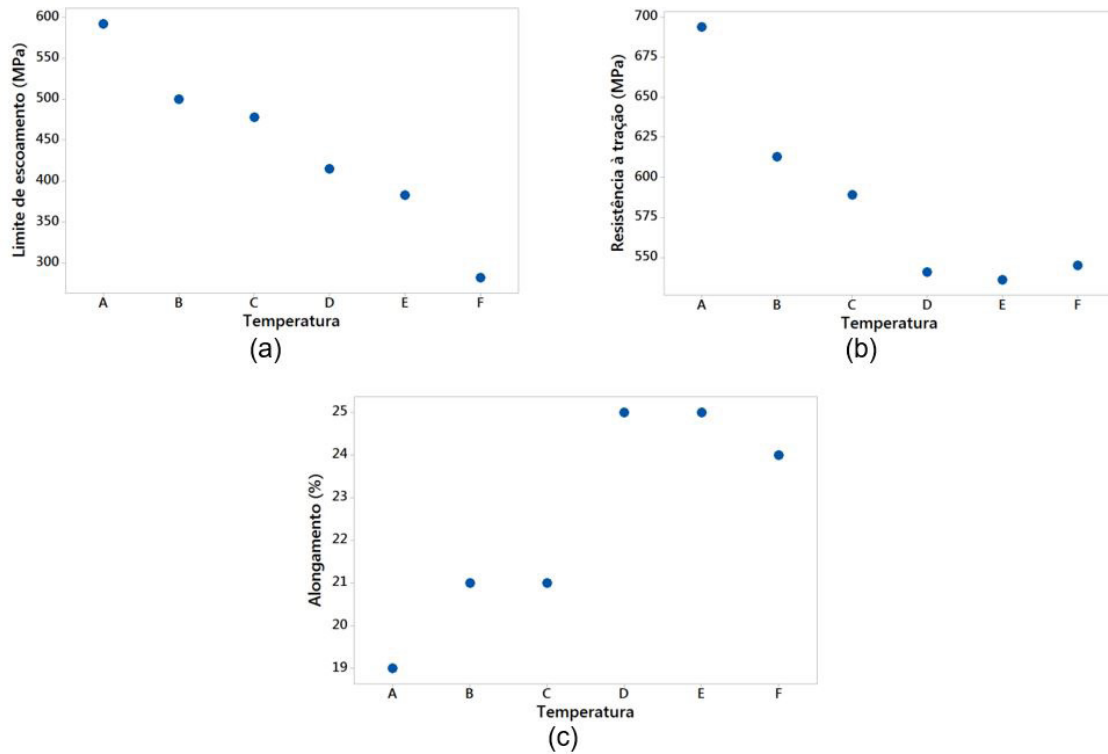 600
550
500
450
400
350
300
Limite de escoamento (MPa)
A B C D E F
Temperatura
(a)
700
675
650
625
600
575
550
Resistência à tração (MPa)
A B C D E F
Temperatura
(b)
25
24
23
22
21
20
19
Alongamento (%)
A B C D E F
Temperatura
(c)